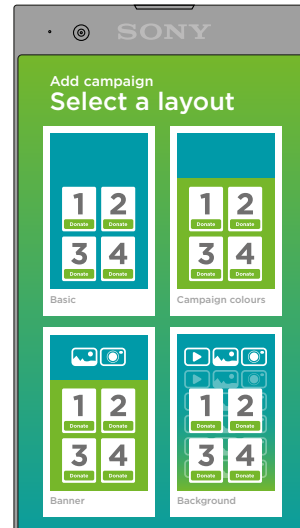 SONY
Add campaign
Select a layout
1 2
Donate Donate
3 4
Donate Donate
Basic
1 2
Donate Donate
3 4
Donate Donate
Campaign colours
1 2
Donate Donate
3 4
Donate Donate
Banner
1 2
Donate Donate
3 4
Donate Donate
Background